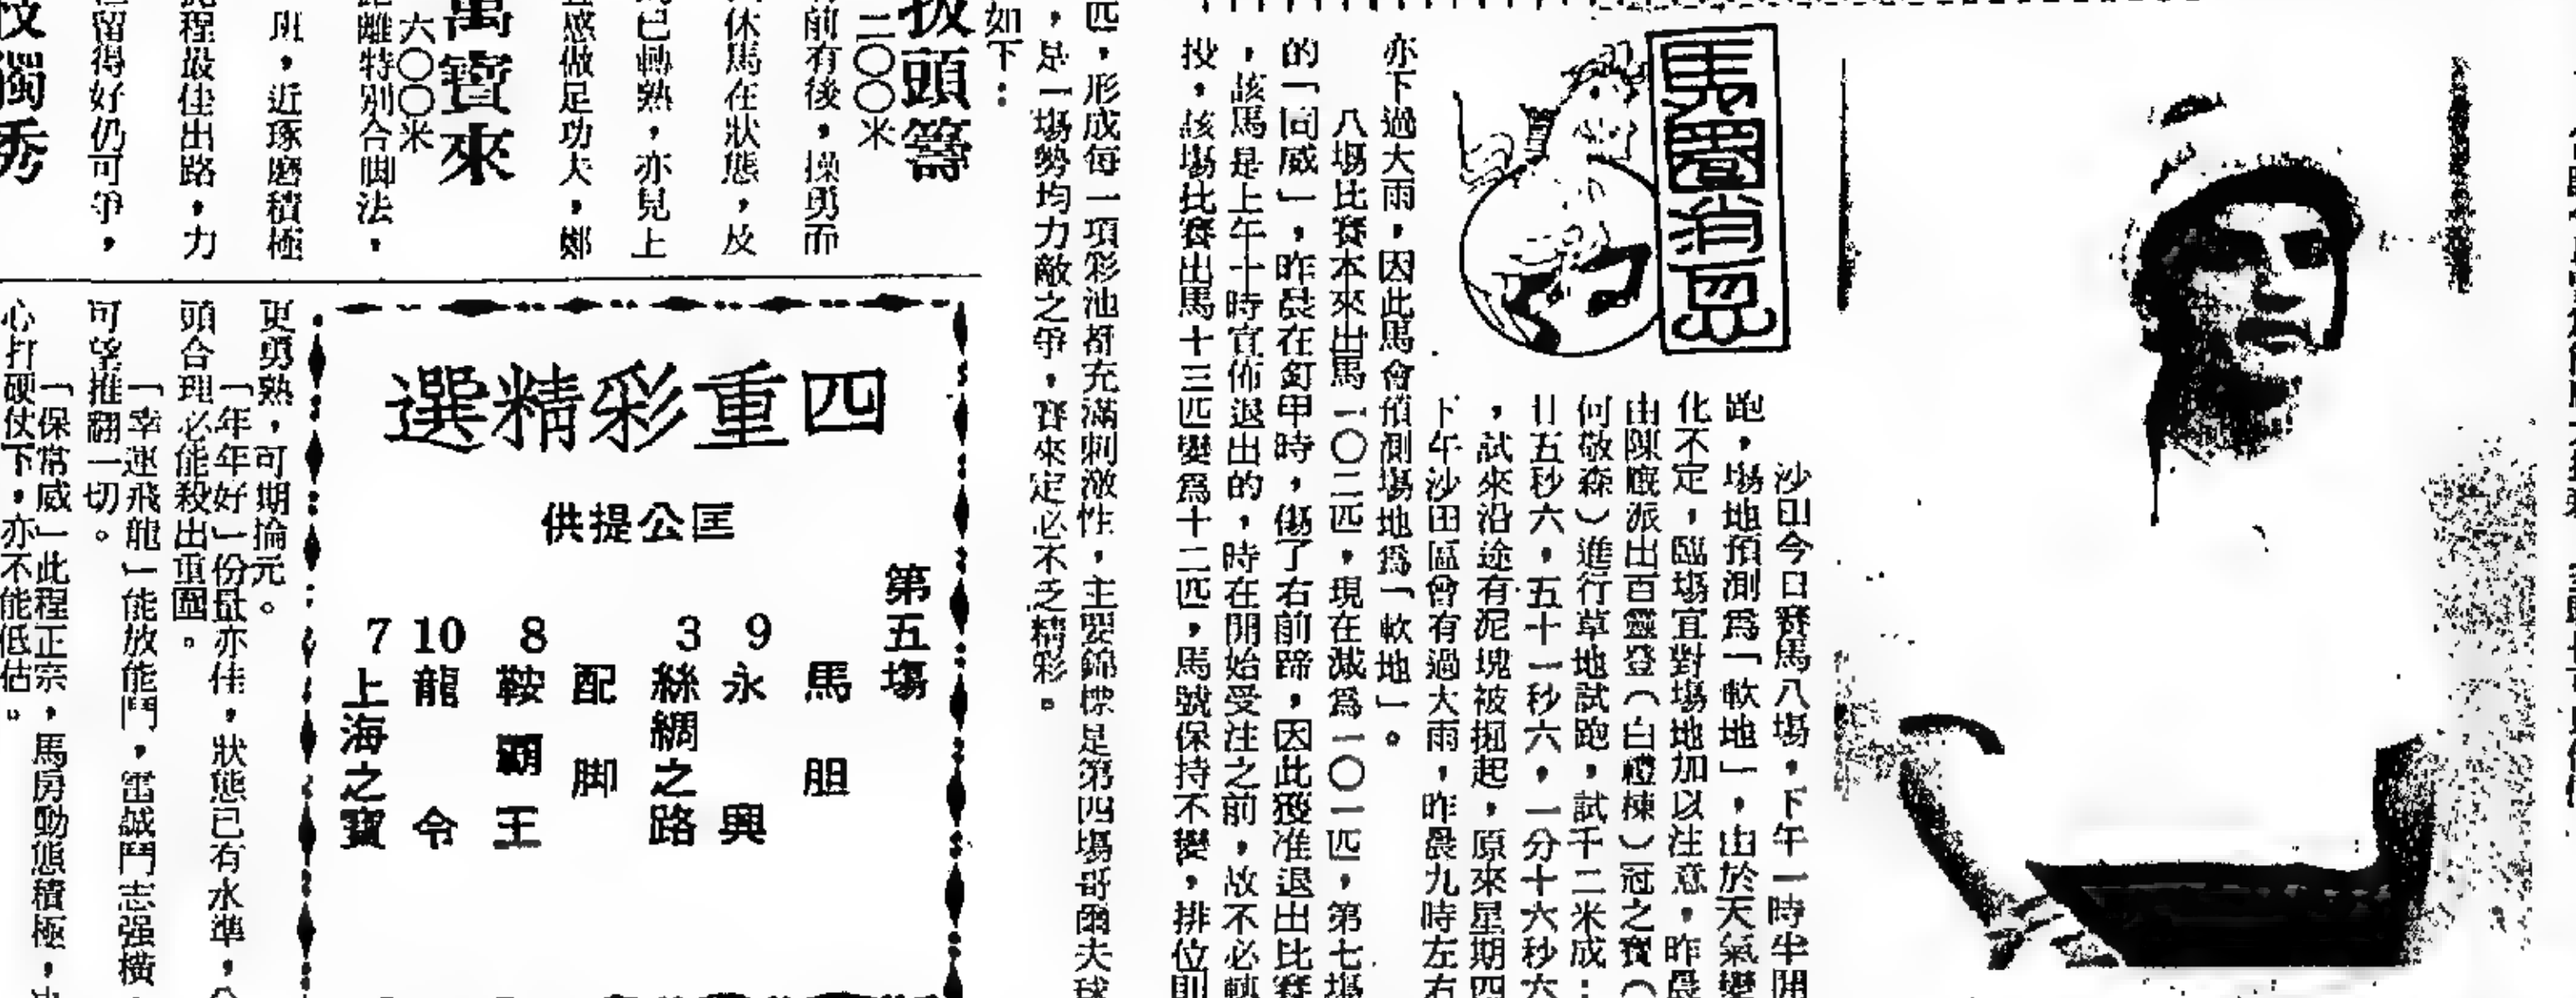 馬圈消息
沙田今日賽馬八場，下午一時半開
跑，場地預測爲「軟地」，由於天氣變
化不定，臨場宜對場地加以注意，昨晨
由陳廐派出百靈登（白禮棟）冠之寶（
何敬森）進行草地試跑，試千二米成：
廿五秒六，五十一秒六，一分十六秒六
，試來沿途有泥塊被掘起，原來星期四
下午沙田區曾有過大雨，昨晨九時左右
亦下過大雨，因此馬會預測場地爲「軟地」。
八場比賽本來出馬一〇二匹，現在減爲一〇一匹，第七場
的「同威」，昨晨在釘甲時，傷了右前蹄，因此獲准退出比賽
，該馬是上午十時宣佈退出的，時在開始受注之前，故不必轉
投，該場比賽出馬十三匹變爲十二匹，馬號保持不變，排位則
匹，形成每一項彩池都充滿刺激性，主要錦標是第四場哥爾夫球
，是一場勢均力敵之爭，賽來定必不乏精彩。
如下：
拔頭籌
二〇〇米
前有後，操勇而
休馬在狀態，反
已轉熟，亦見上
感做足功夫，鄭
萬寶來
六〇〇米
離特別合脚法，
班，近琢磨積極
程最佳出路，力
留得好仍可爭，
枝獨秀
四重彩精選
匡公提供
第五場
馬胆
9永興
3絲綢之路
配脚
8鞍霸王
10龍令
7上海之寶
更勇熟，可期掄元。
「年年好」一份量亦佳，狀態已有水準，
頭合理必能殺出重圍。
「幸運飛龍」能放能鬥，當誠鬥志强橫，
可望推翻一切。
「保常威」此程正宗，馬房動態積極，
心打硬仗下，亦不能低估。